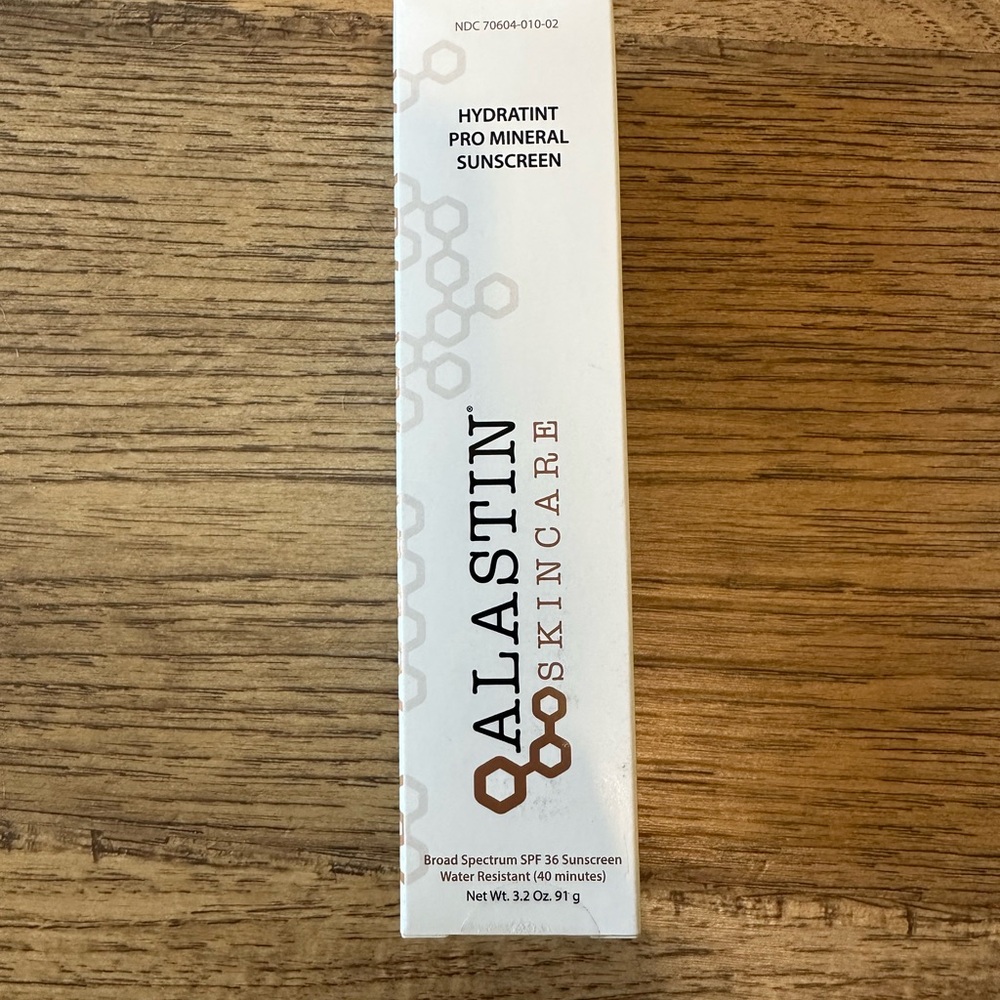 NDC 70604-010-02
HYDRATINT
PRO MINERAL
SUNSCREEN
ALASTIN®
SKINCARE
Broad Spectrum SPF 36 Sunscreen
Water Resistant (40 minutes)
Net Wt. 3.2 Oz. 91 g